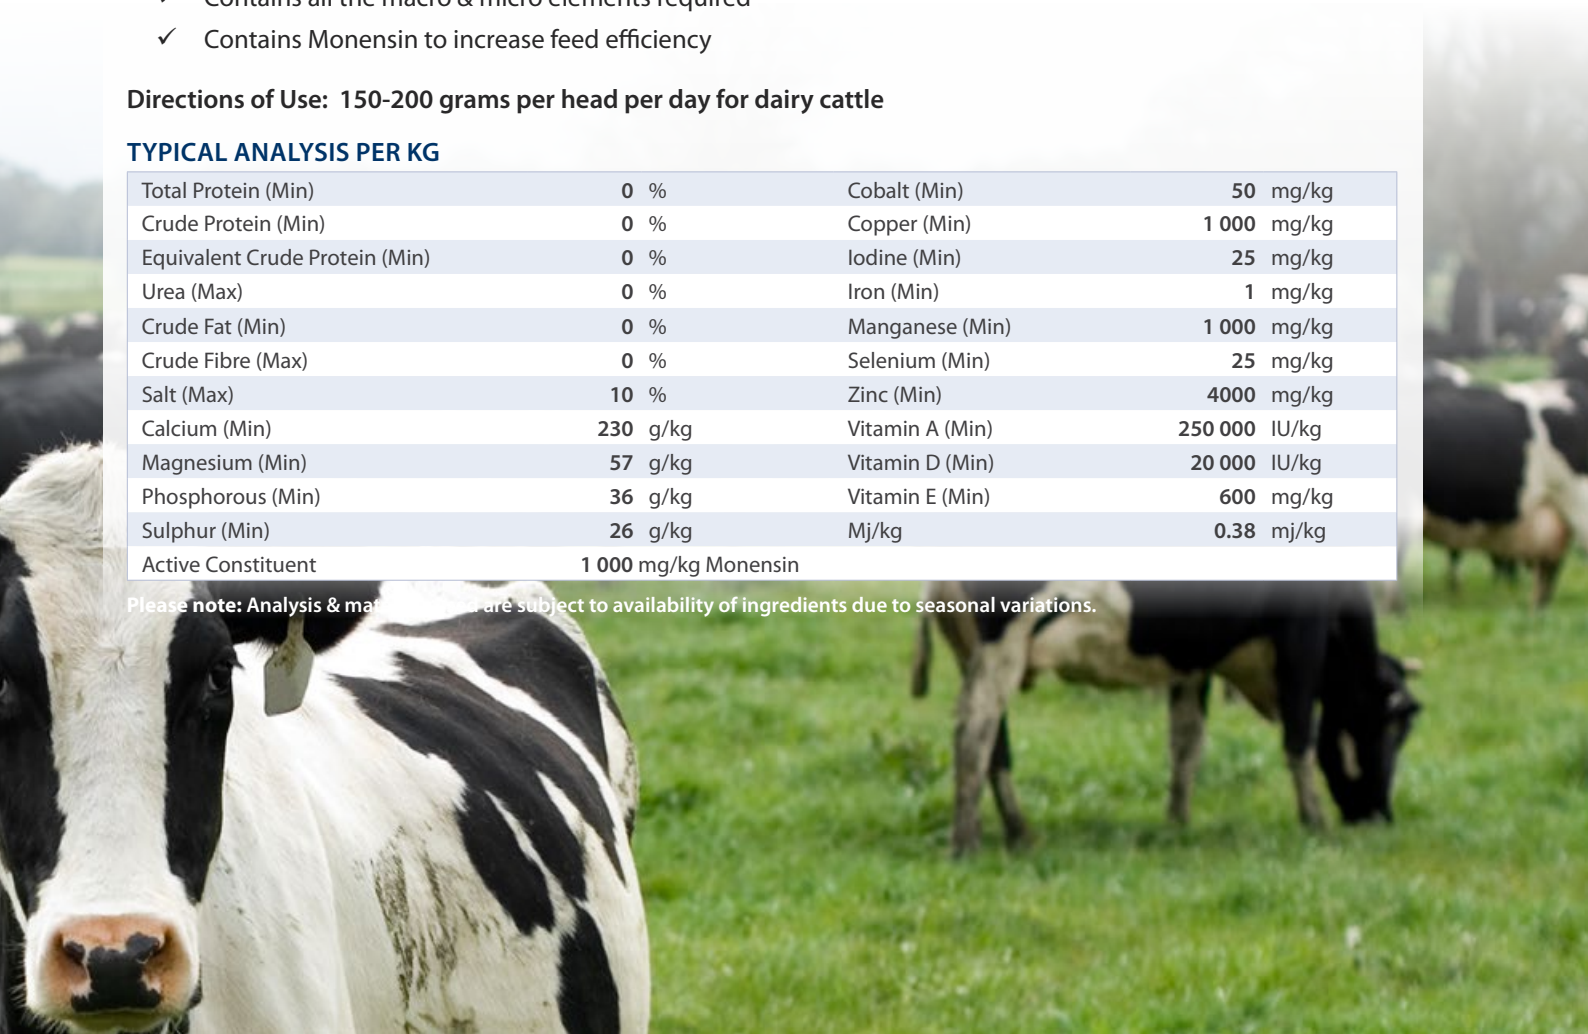 Contains all the macro & micro elements required
✓ Contains Monensin to increase feed efficiency
Directions of Use: 150-200 grams per head per day for dairy cattle
TYPICAL ANALYSIS PER KG
Total Protein (Min) 0 % Cobalt (Min) 50 mg/kg
Crude Protein (Min) 0 % Copper (Min) 1 000 mg/kg
Equivalent Crude Protein (Min) 0 % Iodine (Min) 25 mg/kg
Urea (Max) 0 % Iron (Min) 1 mg/kg
Crude Fat (Min) 0 % Manganese (Min) 1 000 mg/kg
Crude Fibre (Max) 0 % Selenium (Min) 25 mg/kg
Salt (Max) 10 % Zinc (Min) 4000 mg/kg
Calcium (Min) 230 g/kg Vitamin A (Min) 250 000 IU/kg
Magnesium (Min) 57 g/kg Vitamin D (Min) 20 000 IU/kg
Phosphorous (Min) 36 g/kg Vitamin E (Min) 600 mg/kg
Sulphur (Min) 26 g/kg Mj/kg 0.38 mj/kg
Active Constituent 1 000 mg/kg Monensin
Please note: Analysis & are subject to availability of ingredients due to seasonal variations.